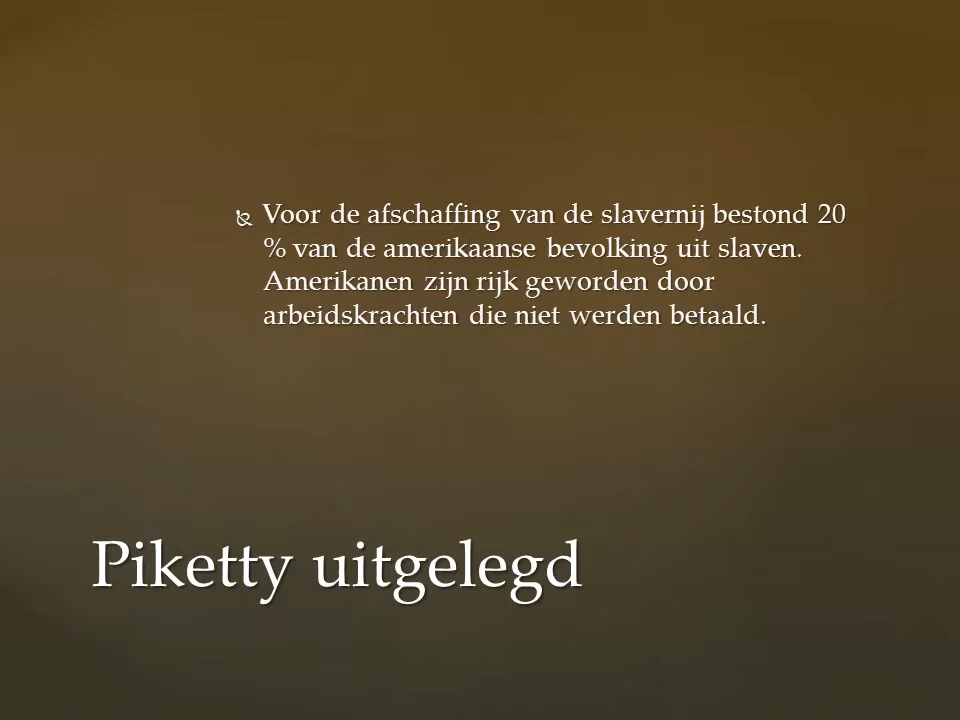 Voor de afschaffing van de slavernij bestond 20
% van de amerikaanse bevolking uit slaven.
Amerikanen zijn rijk geworden door
arbeidskrachten die niet werden betaald.
Piketty uitgelegd